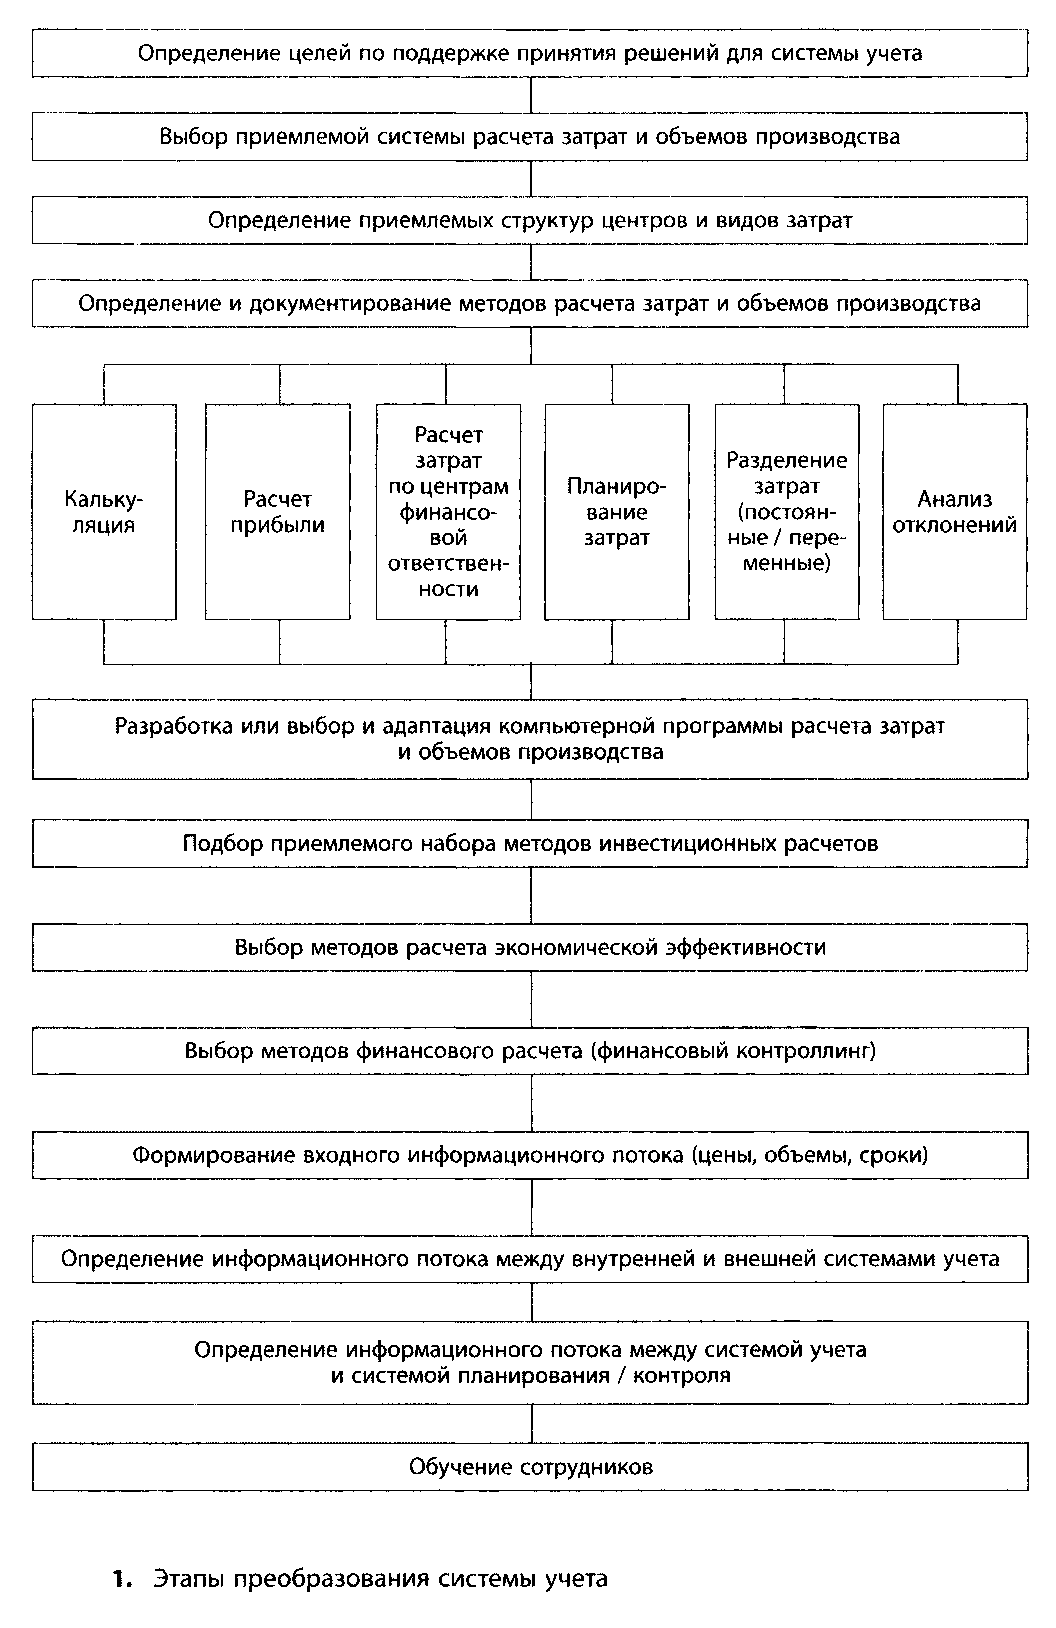 Определение целей по поддержке принятия решений для системы учета
Выбор приемлемой системы расчета затрат и объемов производства
Определение приемлемых структур центров и видов затрат
Определение и документирование методов расчета затрат и объемов производства
Кальку-
ляция
Расчет
прибыли
Расчет
затрат
по центрам
финансо-
вой
ответствен-
ности
Планиро-
вание
затрат
Разделение
затрат
(постоян-
ные / пере-
менные)
Анализ
отклонений
Разработка или выбор и адаптация компьютерной программы расчета затрат
и объемов производства
Подбор приемлемого набора методов инвестиционных расчетов
Выбор методов расчета экономической эффективности
Выбор методов финансового расчета (финансовый контроллинг)
Формирование входного информационного потока (цены, объемы, сроки)
Определение информационного потока между внутренней и внешней системами учета
Определение информационного потока между системой учета
и системой планирования / контроля
Обучение сотрудников
1. Этапы преобразования системы учета